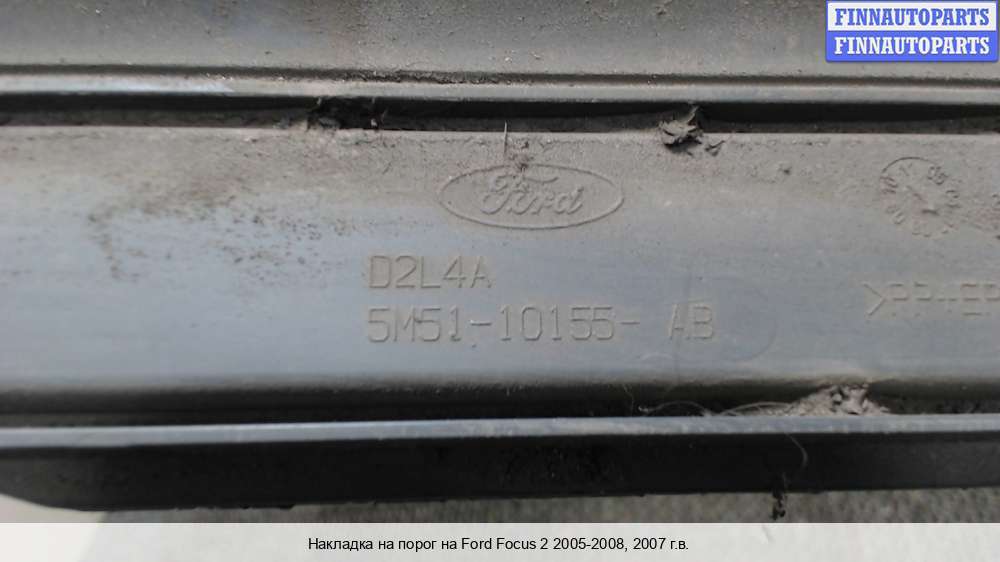 FINNAUTOPARTS
FINNAUTOPARTS
Ford
D2L4A
5M51-10155- AB
Накладка на порог на Ford Focus 2 2005-2008, 2007 г.в.